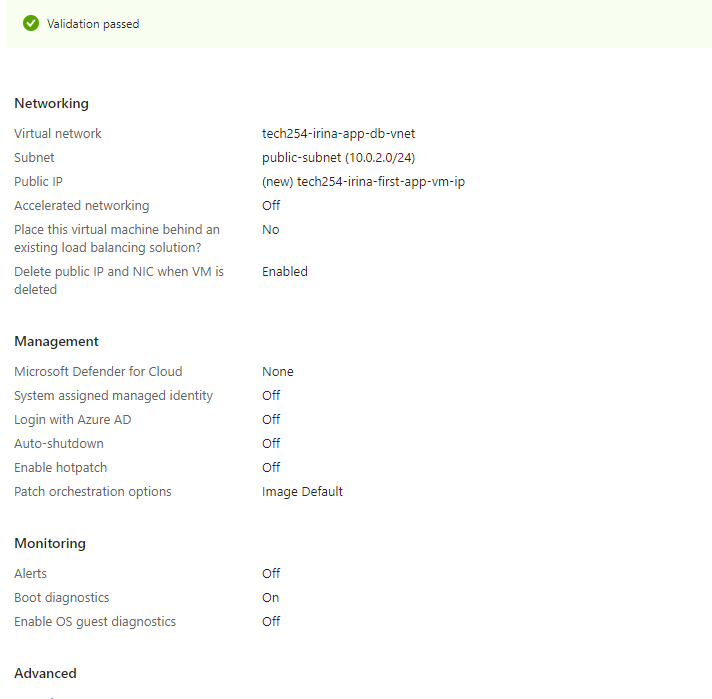 Validation passed
Networking
Virtual network tech254-irina-app-db-vnet
Subnet public-subnet (10.0.2.0/24)
Public IP (new) tech254-irina-first-app-vm-ip
Accelerated networking Off
Place this virtual machine behind an No
existing load balancing solution?
Delete public IP and NIC when VM is Enabled
deleted
Management
Microsoft Defender for Cloud None
System assigned managed identity Off
Login with Azure AD Off
Auto-shutdown Off
Enable hotpatch Off
Patch orchestration options Image Default
Monitoring
Alerts Off
Boot diagnostics On
Enable OS guest diagnostics Off
Advanced